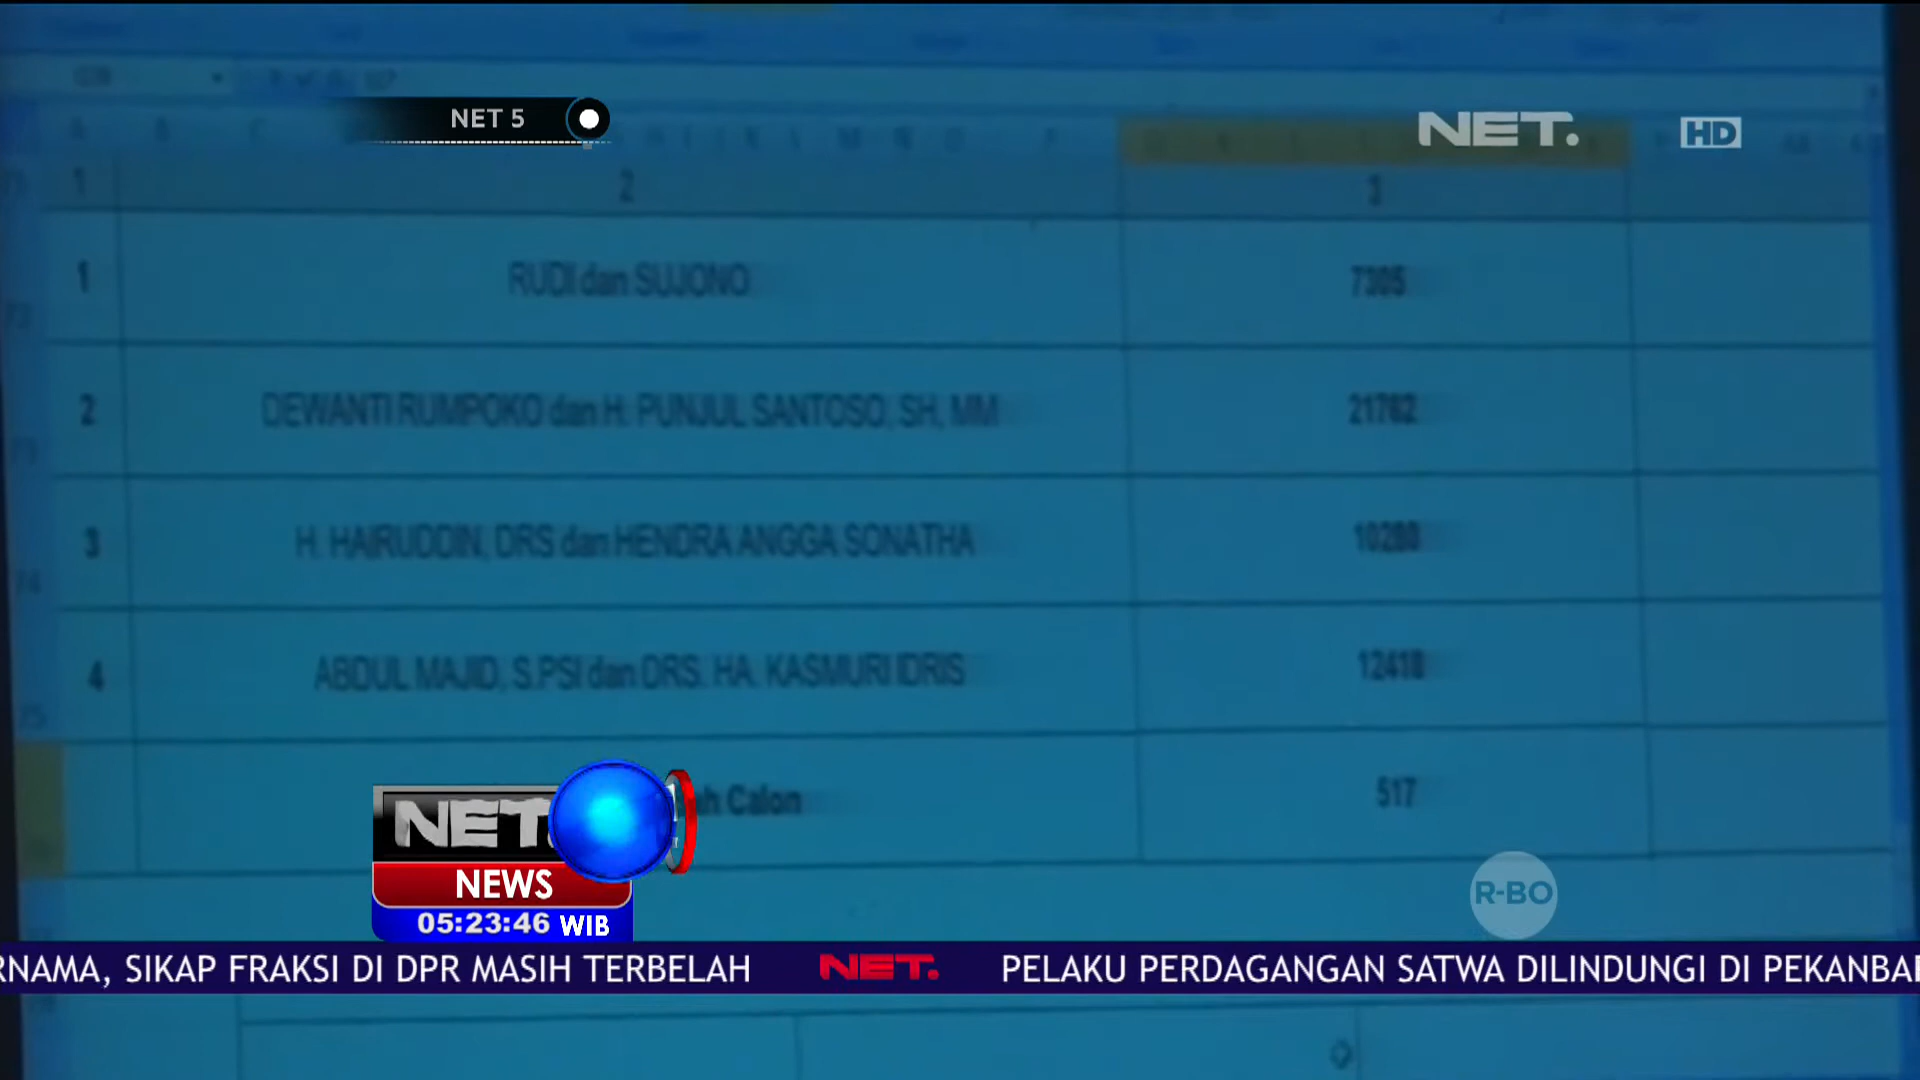 NET 5
NET.
HD
1 2 3
1 RUDI dan SUJONO 7305
2 DEWANTI RUMPOKO dan H. PUNJUL SANTOSO, SH, MM 21762
3 H. HAIRUDDIN, DRS dan HENDRA ANGGA SONATHA
4 ABDUL MAJID, S.PSI dan DRS. HA. KASMURI IDRIS
ah Calon 517
NET.
NEWS
05:23:46 WIB
R-BO
RNAMA, SIKAP FRAKSI DI DPR MASIH TERBELAH NET. PELAKU PERDAGANGAN SATWA DILINDUNGI DI PEKANBA